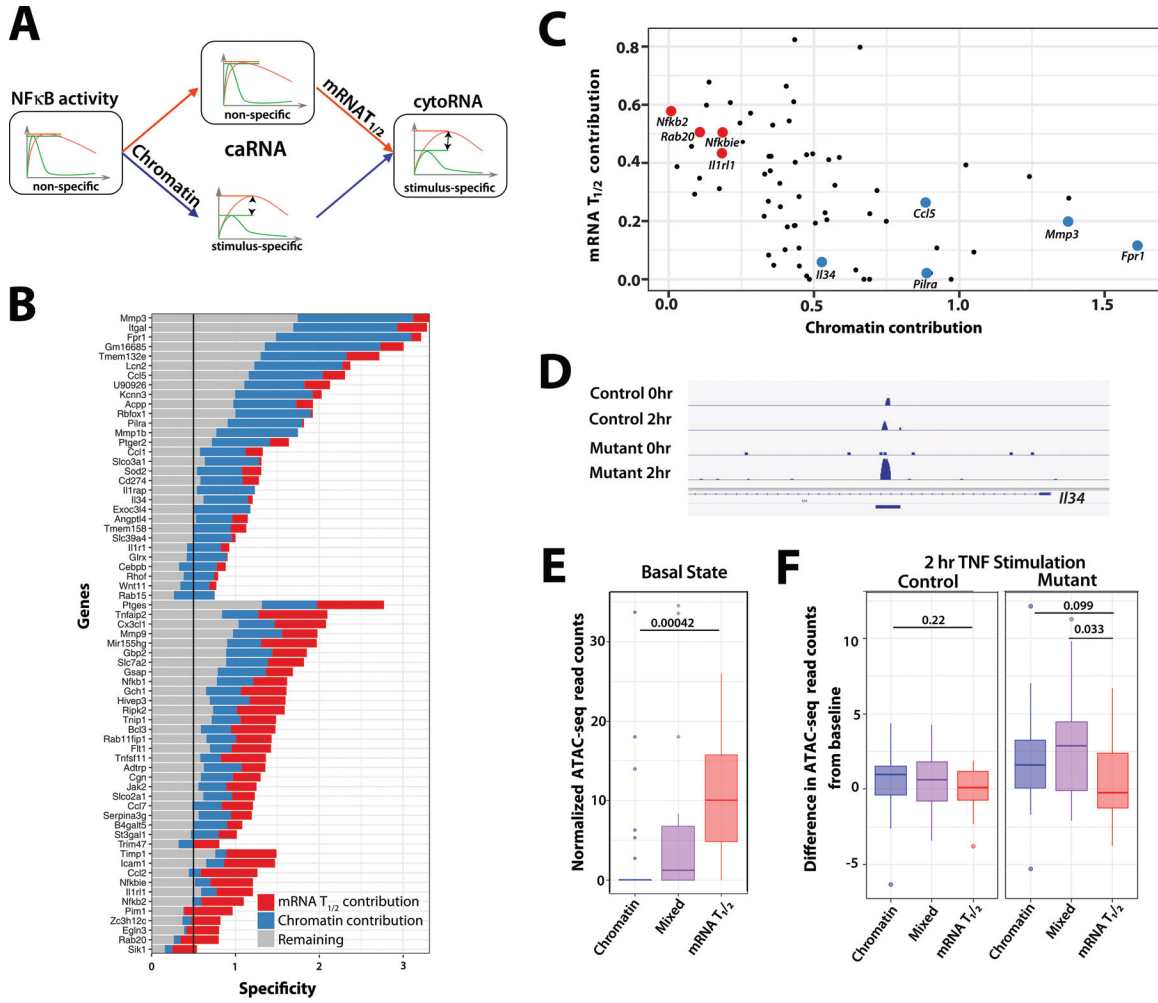 A
NFκB activity
non-specific
Chromatin
non-specific
caRNA
stimulus-specific
mRNAT1/2
cytoRNA
stimulus-specific
B
Genes
Mmp3
Itgal
Fpr1
Gm16685
Tmem132e
Lcn2
Ccl5
U90926
Kcnn3
Acpp
Rbfox1
Pilra
Mmp1b
Ptger2
Ccl1
Slco3a1
Sod2
Cd274
Il1rap
Il34
Exoc3l4
Angptl4
Tmem158
Slc39a4
Il1r1
Glrx
Cebpb
Rhof
Wnt11
Rab15
Ptges
Tnfaip2
Cx3cl1
Mmp9
Mir155hg
Gbp2
Slc7a2
Gsap
Nfkb1
Gch1
Hivep3
Ripk2
Tnip1
Bcl3
Rab11fip1
Flt1
Tnfsf11
Adtrp
Cgn
Jak2
Slco2a1
Ccl7
Serpina3g
B4galt5
St3gal1
Trim47
Timp1
Icam1
Ccl2
Nfkbie
Il1rl1
Nfkb2
Pim1
Zc3h12c
Egln3
Rab20
Sik1
mRNA T1/2 contribution
Chromatin contribution
Remaining
0 1 2 3
Specificity
C
mRNA T1/2 contribution
0.8
0.6
0.4
0.2
0.0
Nfkb2
Rab20
Nfkbie
Il1rl1
Ccl5
Mmp3
Fpr1
Il34
Pilra
0.0 0.5 1.0 1.5
Chromatin contribution
D
Control 0hr
Control 2hr
Mutant 0hr
Mutant 2hr
Il34
E
Basal State
Normalized ATAC-seq read counts
30
20
10
0
0.00042
Chromatin
Mixed
mRNA T1/2
F
2 hr TNF Stimulation
Control
Mutant
Difference in ATAC-seq read counts
from baseline
10
5
0
-5
0.22
0.099
0.033
Chromatin
Mixed
mRNA T1/2
Chromatin
Mixed
mRNA T1/2